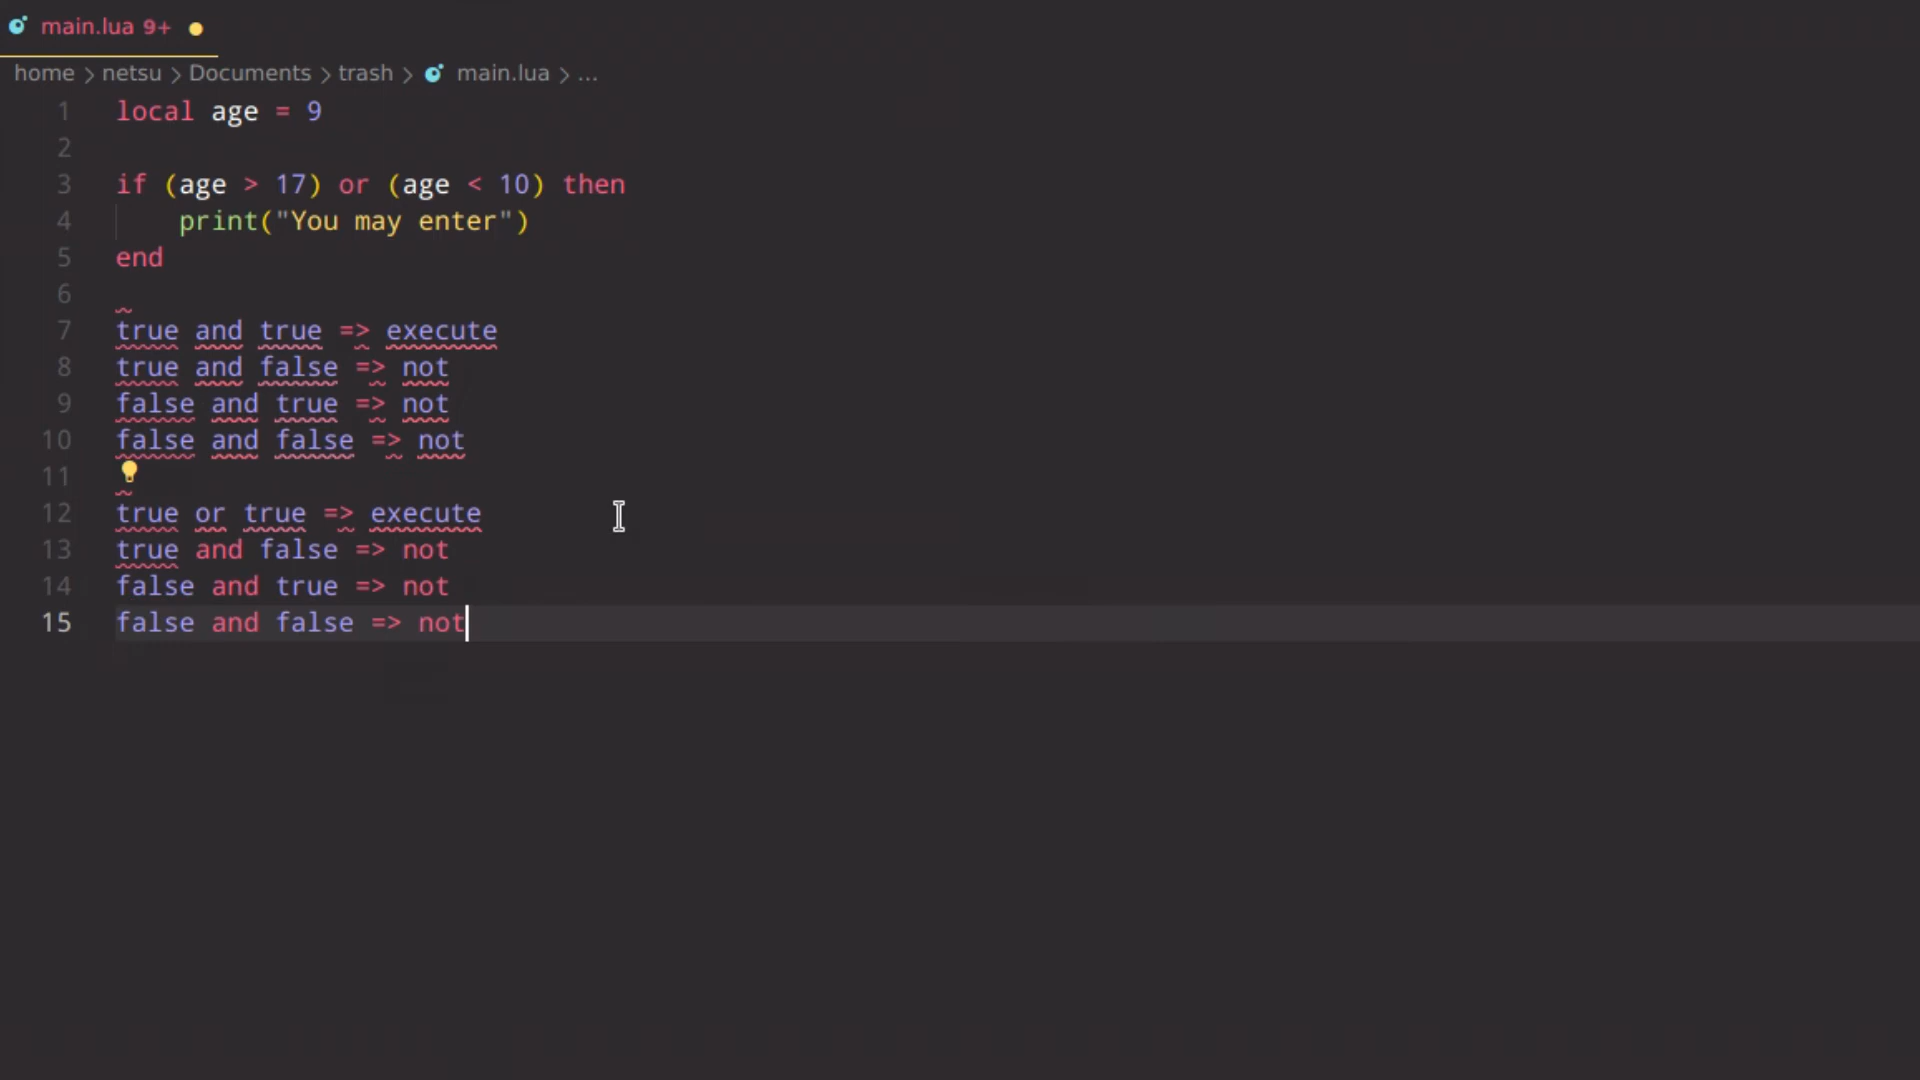 main.lua 9+
home > netsu > Documents > trash > main.lua > ...
1 local age = 9
2
3 if (age > 17) or (age < 10) then
4 print("You may enter")
5 end
6
7 true and true => execute
8 true and false => not
9 false and true => not
10 false and false => not
11
12 true or true => execute
13 true and false => not
14 false and true => not
15 false and false => not